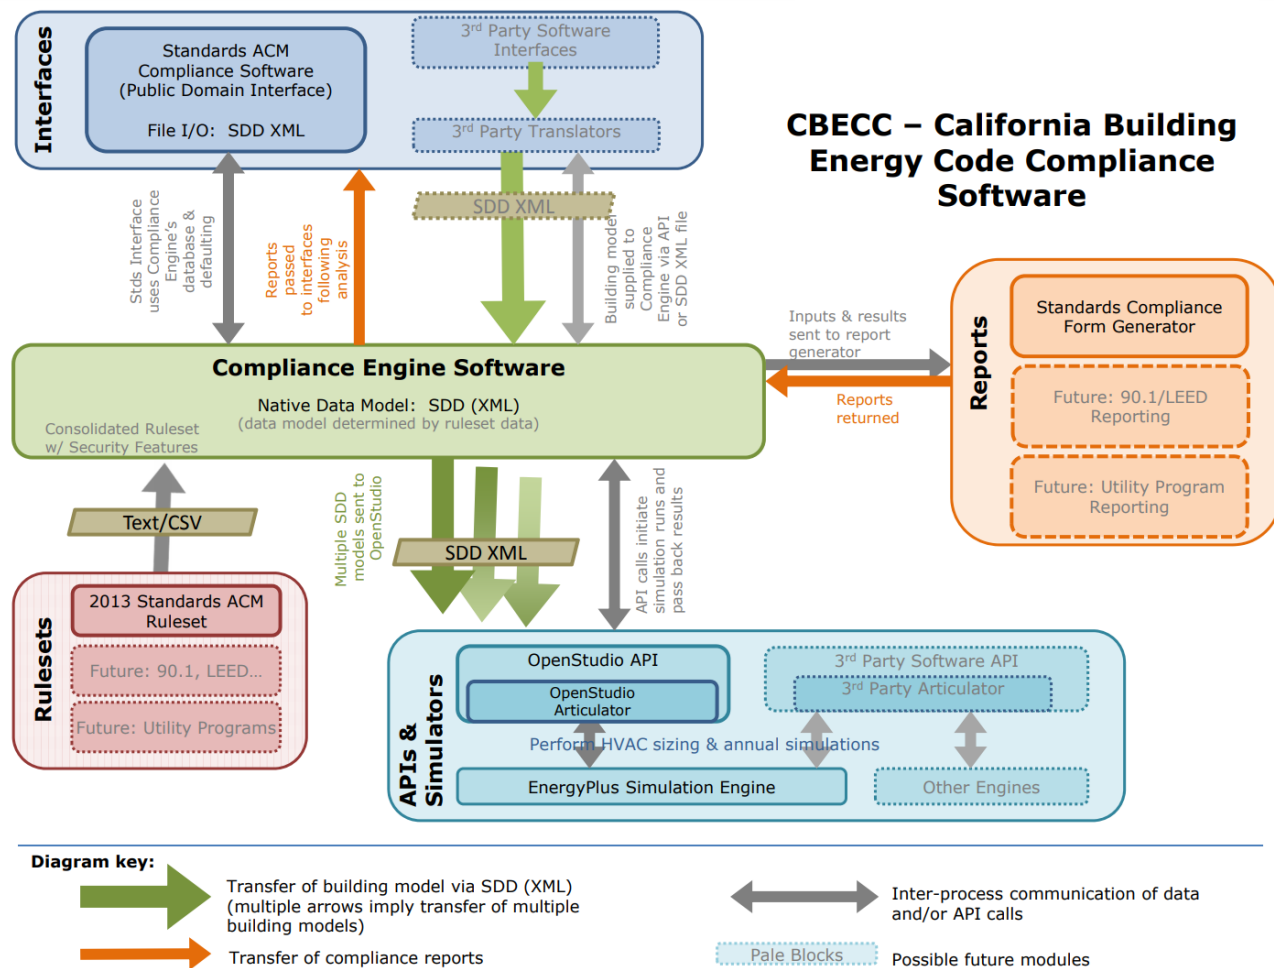 Interfaces
Standards ACM
Compliance Software
(Public Domain Interface)
File I/O:  SDD XML
3rd Party Software
Interfaces
3rd Party Translators
CBECC – California Building
Energy Code Compliance
Software
SDD XML
Stds Interface
uses Compliance
Engine's
database &
defaulting
Reports
passed
to interfaces
following
analysis
Building model
supplied to
Compliance
Engine via API
or SDD XML file
Inputs & results
sent to report
generator
Reports
returned
Reports
Standards Compliance
Form Generator
Future: 90.1/LEED
Reporting
Future: Utility Program
Reporting
Compliance Engine Software
Native Data Model:  SDD (XML)
(data model determined by ruleset data)
Consolidated Ruleset
w/ Security Features
Text/CSV
Multiple SDD
models sent to
OpenStudio
SDD XML
API calls initiate
simulation runs and
pass back results
Rulesets
2013 Standards ACM
Ruleset
Future: 90.1, LEED…
Future: Utility Programs
APIs &
Simulators
OpenStudio API
OpenStudio
Articulator
3rd Party Software API
3rd Party Articulator
Perform HVAC sizing & annual simulations
EnergyPlus Simulation Engine
Other Engines
Diagram key:
Transfer of building model via SDD (XML)
(multiple arrows imply transfer of multiple
building models)
Transfer of compliance reports
Inter-process communication of data
and/or API calls
Pale Blocks
Possible future modules